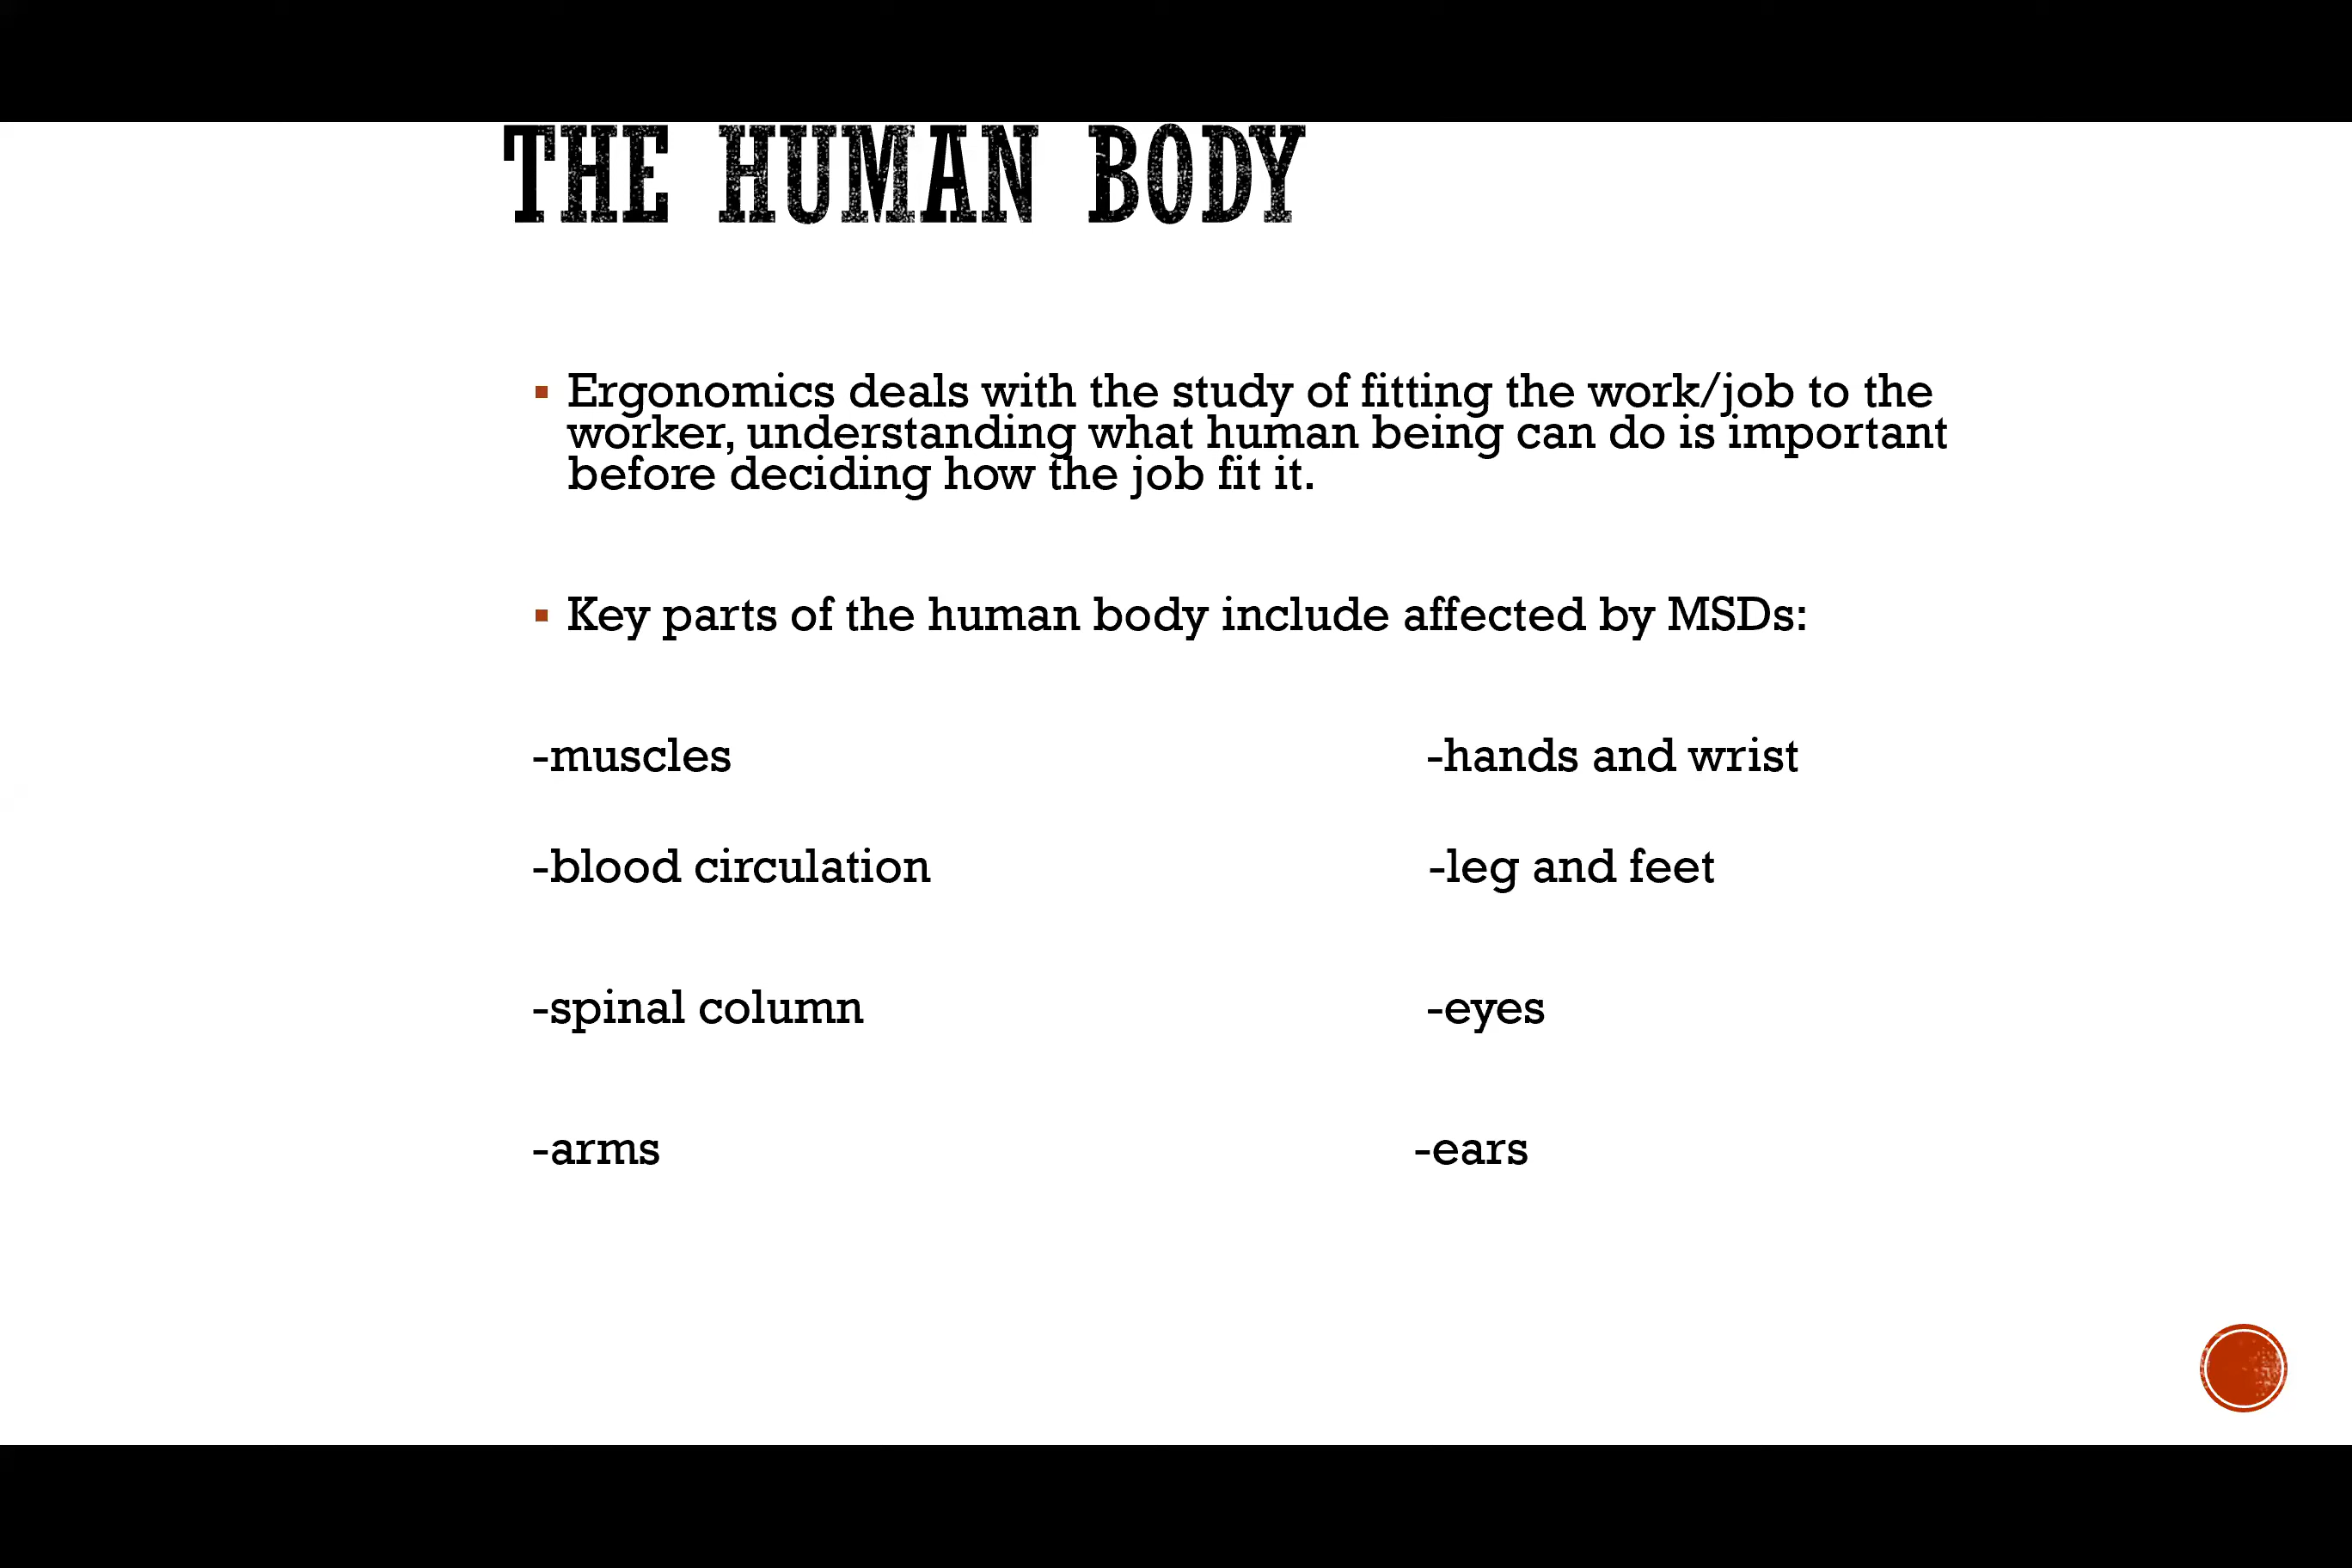 THE HUMAN BODY
Ergonomics deals with the study of fitting the work/job to the
worker, understanding what human being can do is important
before deciding how the job fit it.
Key parts of the human body include affected by MSDs:
-muscles -hands and wrist
-blood circulation -leg and feet
-spinal column -eyes
-arms -ears